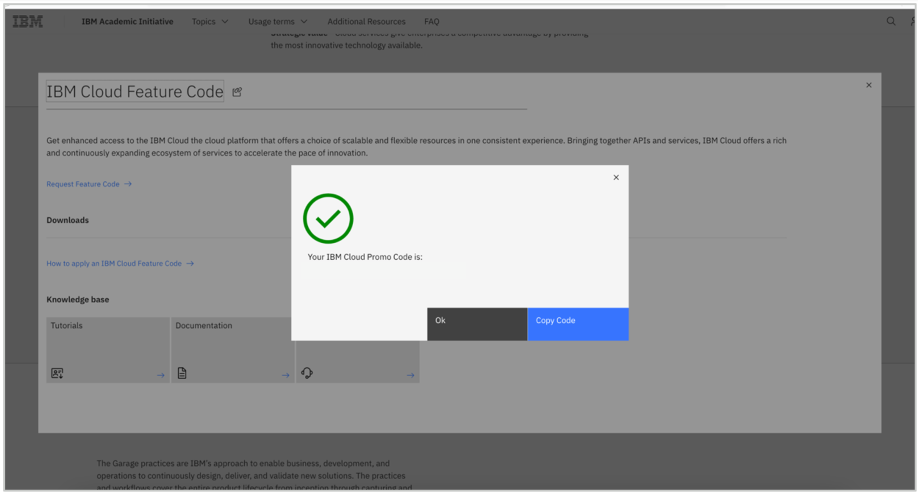 IBM
IBM Academic Initiative Topics Usage terms Additional Resources FAQ
Strategic value - Cloud services give enterprises a competitive advantage by providing
the most innovative technology available.
IBM Cloud Feature Code
Get enhanced access to the IBM Cloud the cloud platform that offers a choice of scalable and flexible resources in one consistent experience. Bringing together APIs and services, IBM Cloud offers a rich
and continuously expanding ecosystem of services to accelerate the pace of innovation.
Request Feature Code →
Downloads
How to apply an IBM Cloud Feature Code →
Knowledge base
Tutorials
Documentation
Your IBM Cloud Promo Code is:
Ok
Copy Code
The Garage practices are IBM's approach to enable business, development, and
operations to continuously design, deliver, and validate new solutions. The practices
and workflows cover the entire product lifecycle from inception through capturing and